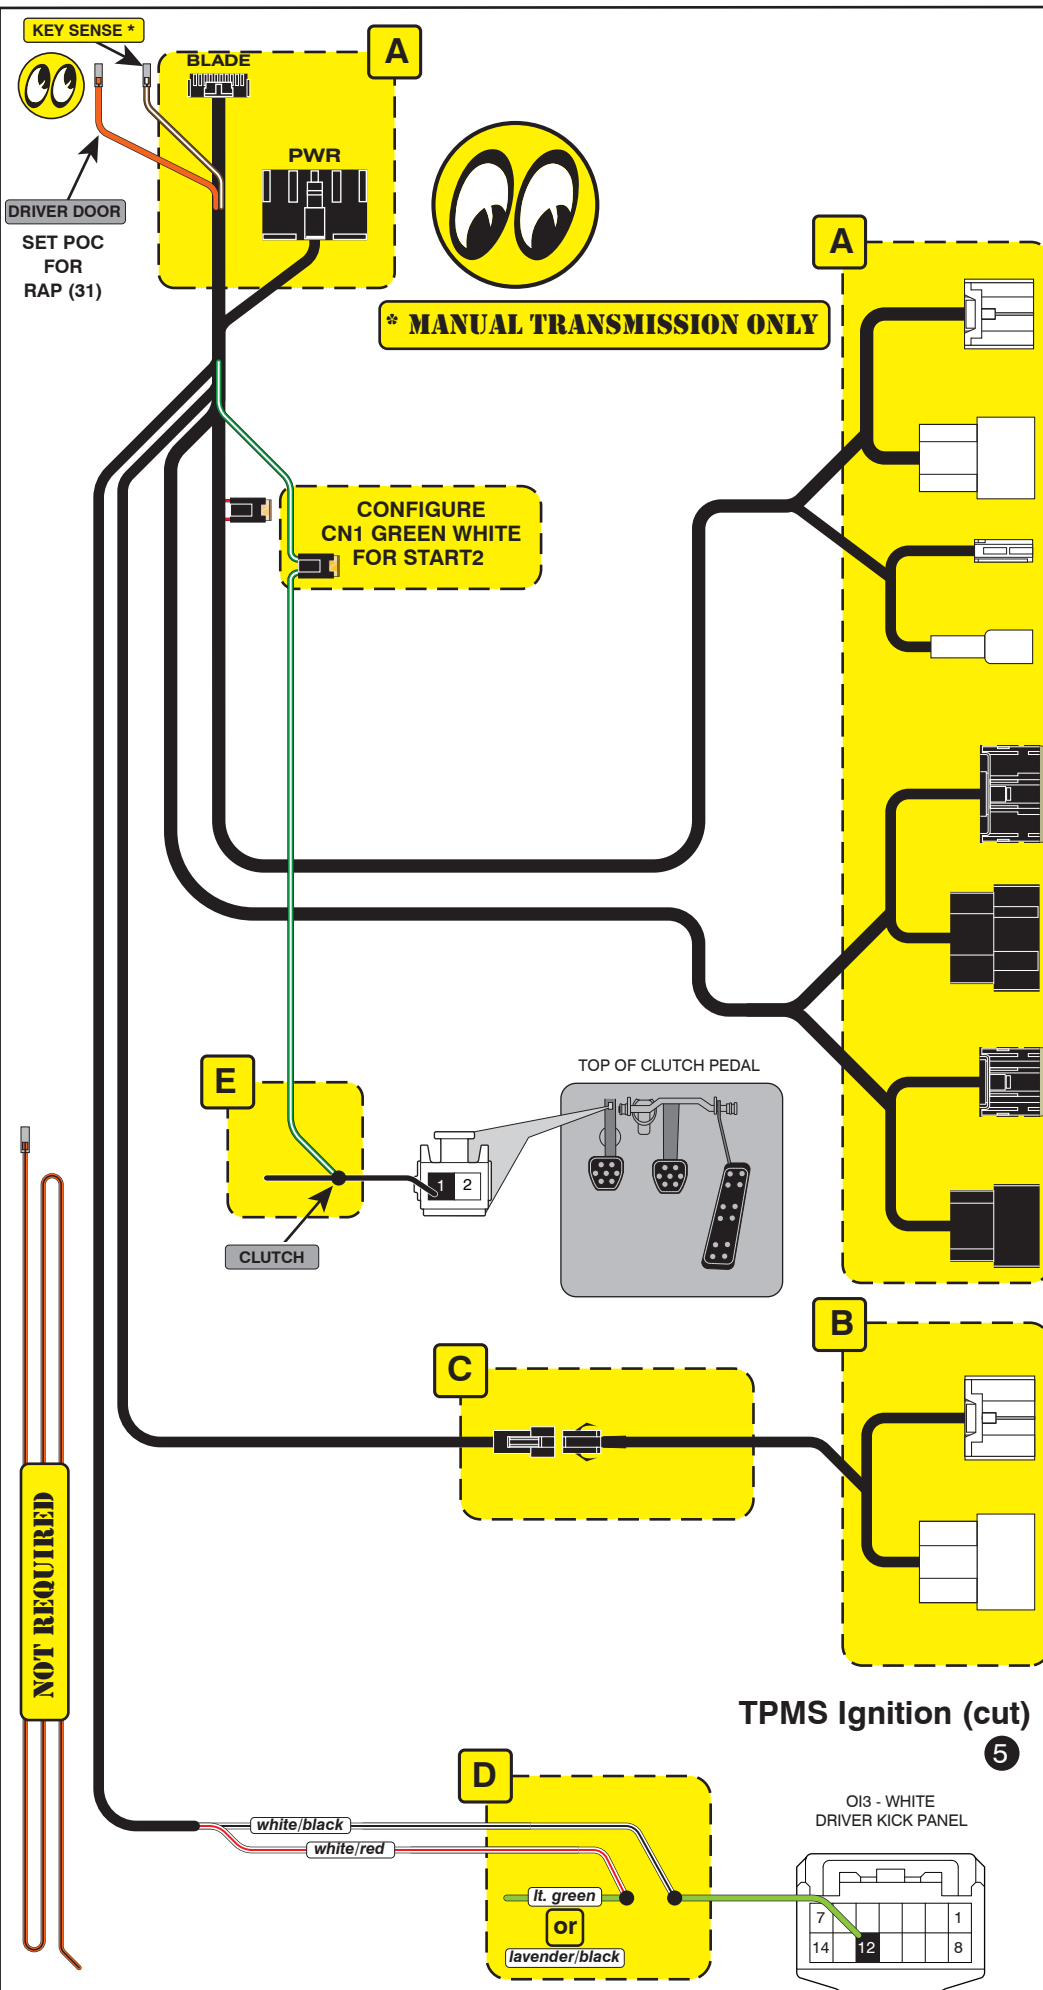 KEY SENSE *
BLADE
A
PWR
DRIVER DOOR
SET POC
FOR
RAP (31)
* MANUAL TRANSMISSION ONLY
A
CONFIGURE
CN1 GREEN WHITE
FOR START2
E
TOP OF CLUTCH PEDAL
1 2
CLUTCH
B
C
NOT REQUIRED
TPMS Ignition (cut)
5
D
OI3 - WHITE
DRIVER KICK PANEL
white/black
white/red
lt. green
or
lavender/black
7 1
14 12 8